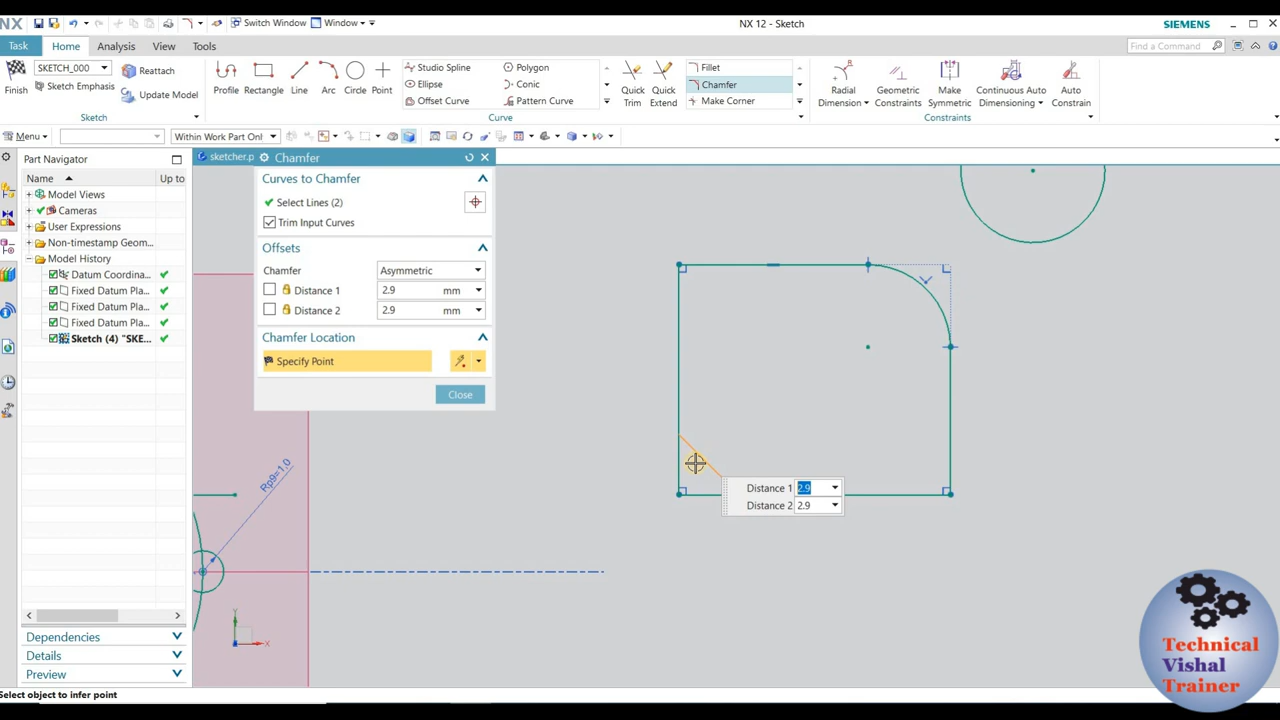 NX
Switch Window
Window
NX 12 - Sketch
SIEMENS
Task
Home
Analysis
View
Tools
Find a Command
SKETCH_000
Reattach
Sketch Emphasis
Update Model
Finish
Sketch
Profile
Rectangle
Line
Arc
Circle
Point
Studio Spline
Polygon
Ellipse
Conic
Offset Curve
Pattern Curve
Curve
Quick Trim
Quick Extend
Fillet
Chamfer
Make Corner
Radial Dimension
Geometric Constraints
Make Symmetric
Continuous Auto Dimensioning
Auto Constrain
Constraints
Menu
Within Work Part Onl
Part Navigator
Name
Up to
Model Views
Cameras
User Expressions
Non-timestamp Geom...
Model History
Datum Coordina...
Fixed Datum Pla...
Fixed Datum Pla...
Fixed Datum Pla...
Sketch (4) "SKE...
Dependencies
Details
Preview
sketcher.p
Chamfer
Curves to Chamfer
Select Lines (2)
Trim Input Curves
Offsets
Chamfer
Asymmetric
Distance 1
2.9
mm
Distance 2
2.9
mm
Chamfer Location
Specify Point
Close
Rp9=1,0
Y
X
Distance 1 2.9
Distance 2 2.9
Select object to infer point
Technical
Vishal
Trainer